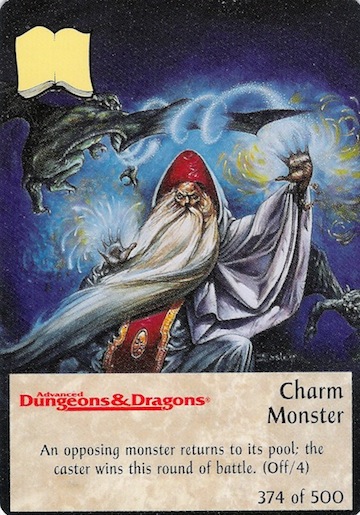 Advanced
Dungeons & Dragons®
Charm
Monster
An opposing monster returns to its pool; the
caster wins this round of battle. (Off/4)
374 of 500